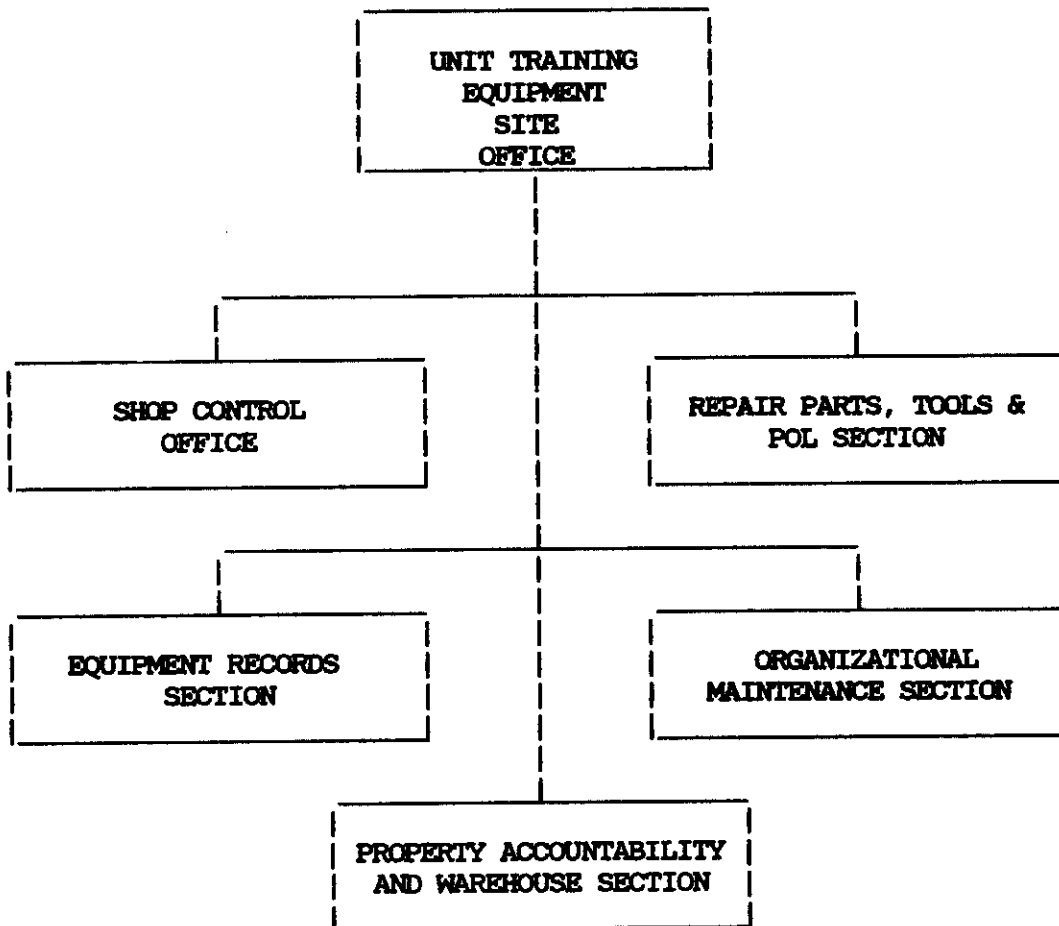 UNIT TRAINING
EQUIPMENT
SITE
OFFICE
SHOP CONTROL
OFFICE
REPAIR PARTS, TOOLS &
POL SECTION
EQUIPMENT RECORDS
SECTION
ORGANIZATIONAL
MAINTENANCE SECTION
PROPERTY ACCOUNTABILITY
AND WAREHOUSE SECTION